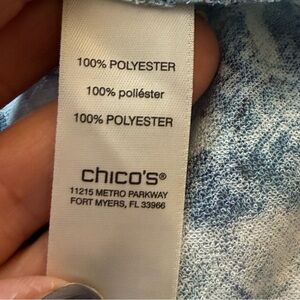 100% POLYESTER
100% poliéster
100% POLYESTER
chico's®
11215 METRO PARKWAY
FORT MYERS, FL 33966